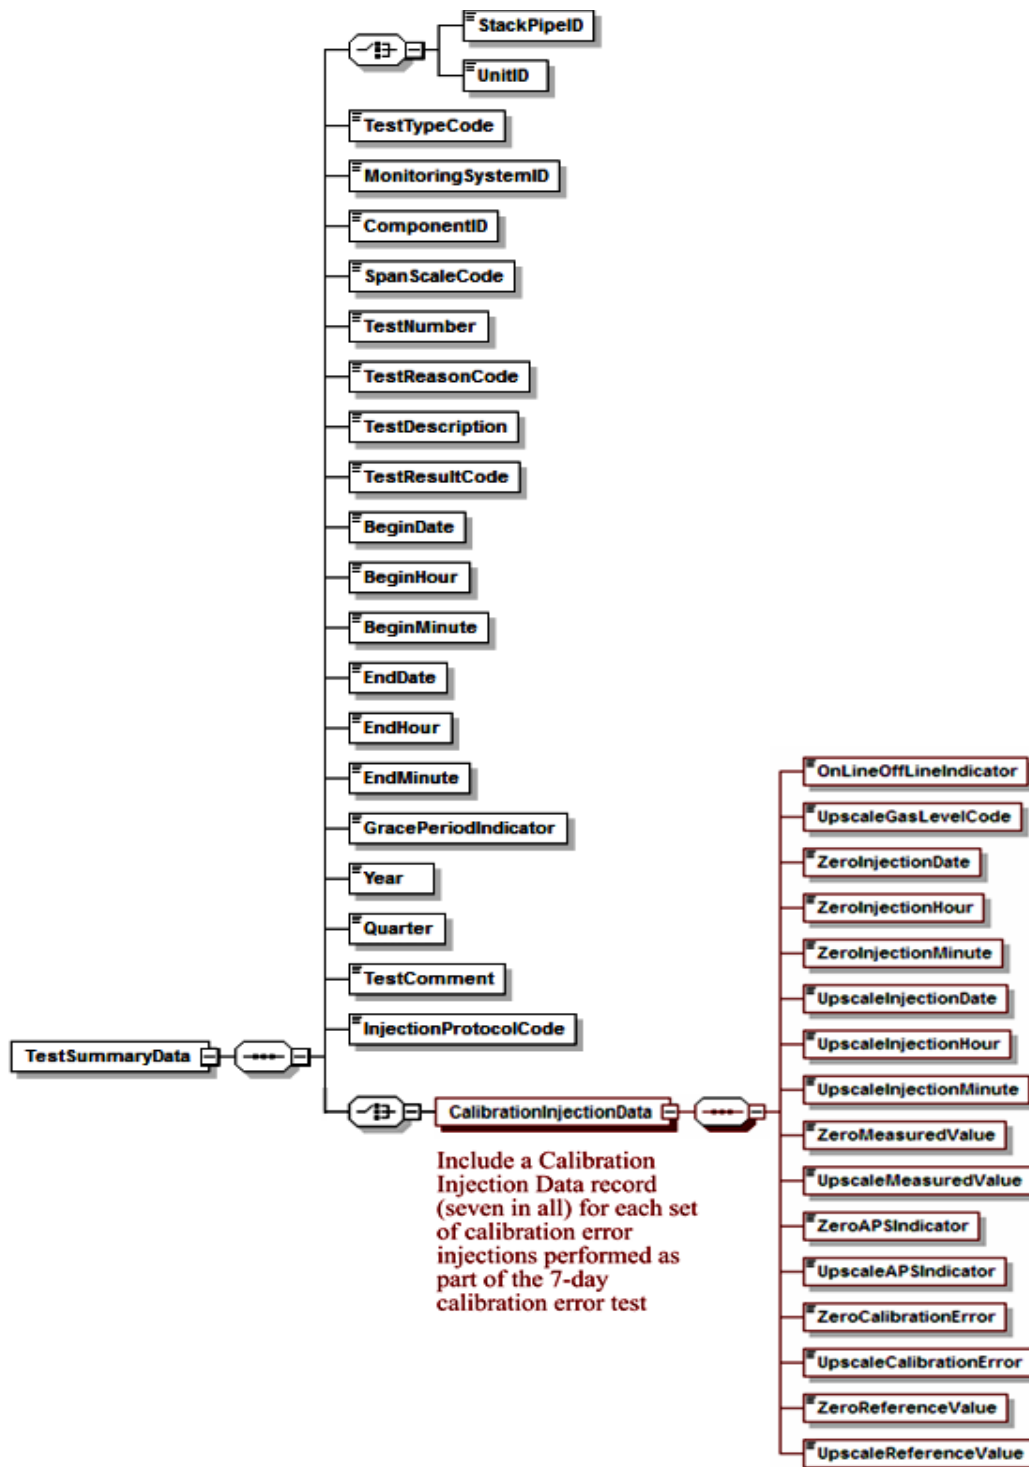 StackPipeID
UnitID
TestTypeCode
MonitoringSystemID
ComponentID
SpanScaleCode
TestNumber
TestReasonCode
TestDescription
TestResultCode
BeginDate
BeginHour
BeginMinute
EndDate
EndHour
EndMinute
GracePeriodIndicator
Year
Quarter
TestComment
InjectionProtocolCode
TestSummaryData
CalibrationInjectionData
Include a Calibration
Injection Data record
(seven in all) for each set
of calibration error
injections performed as
part of the 7-day
calibration error test
OnLineOffLineIndicator
UpscaleGasLevelCode
ZeroInjectionDate
ZeroInjectionHour
ZeroInjectionMinute
UpscaleInjectionDate
UpscaleInjectionHour
UpscaleInjectionMinute
ZeroMeasuredValue
UpscaleMeasuredValue
ZeroAPSIndicator
UpscaleAPSIndicator
ZeroCalibrationError
UpscaleCalibrationError
ZeroReferenceValue
UpscaleReferenceValue